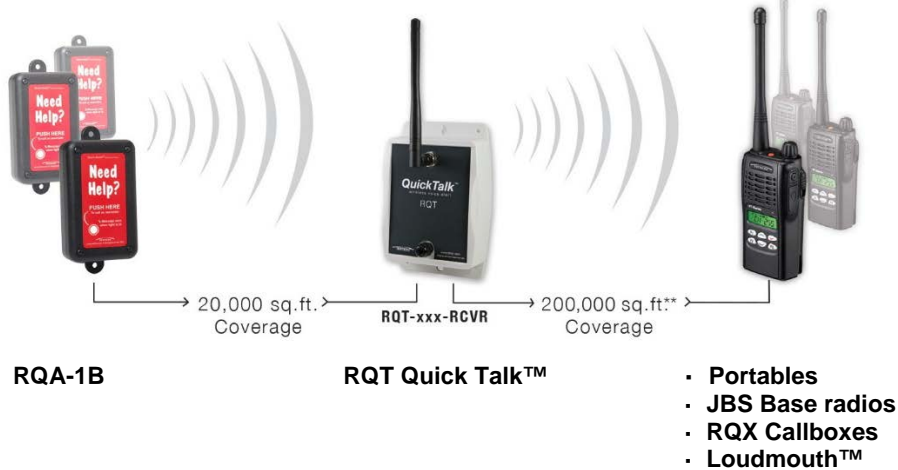 Need
Help?
Need
Help?
PUSH HERE
Need
Help?
PUSH HERE
QuickTalk™
RQT
20,000 sq.ft.
Coverage
RQT-xxx-RCVR
200,000 sq.ft**
Coverage
RQA-1B
RQT Quick Talk™
· Portables
· JBS Base radios
· RQX Callboxes
· Loudmouth™